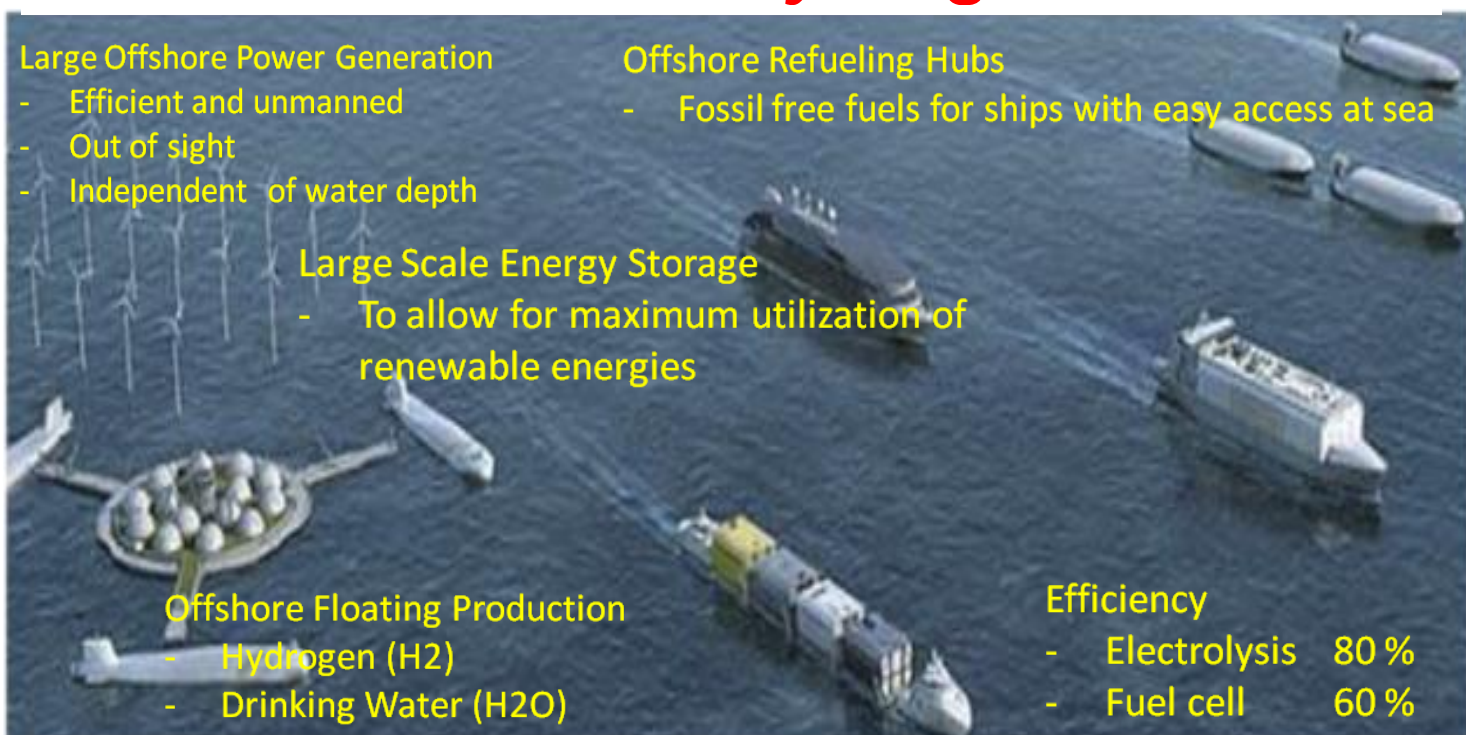 Large Offshore Power Generation
- Efficient and unmanned
- Out of sight
- Independent of water depth
Offshore Refueling Hubs
- Fossil free fuels for ships with easy access at sea
Large Scale Energy Storage
- To allow for maximum utilization of
renewable energies
Offshore Floating Production
- Hydrogen (H2)
- Drinking Water (H2O)
Efficiency
- Electrolysis 80 %
- Fuel cell 60 %